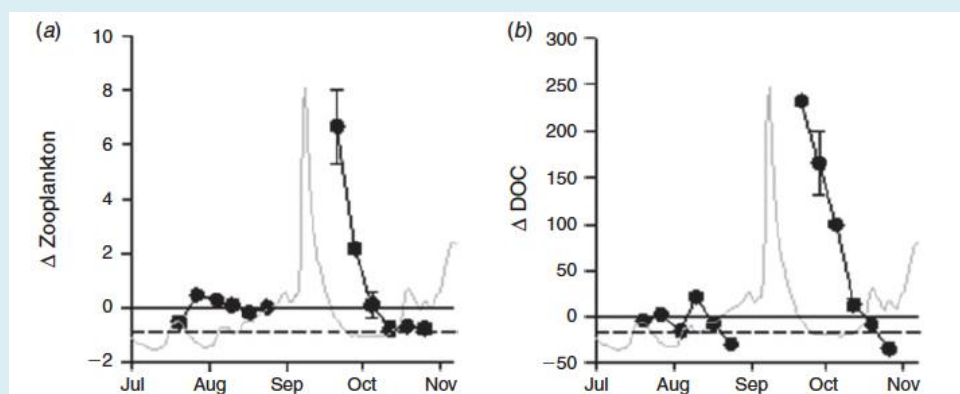 (a)
10
8
6
4
2
0
−2
Δ Zooplankton
Jul Aug Sep Oct Nov
(b)
300
250
200
150
100
50
0
−50
Δ DOC
Jul Aug Sep Oct Nov